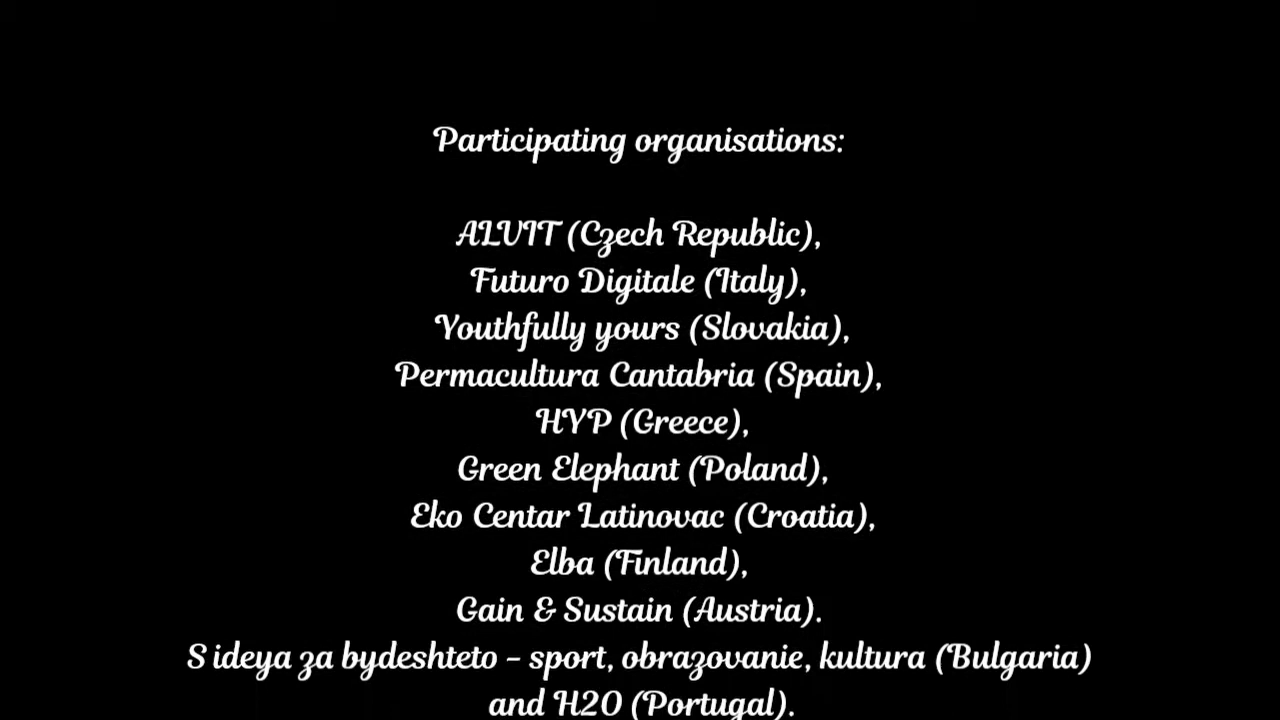 Participating organisations:
ALVIT (Czech Republic),
Futuro Digitale (Italy),
Youthfully yours (Slovakia),
Permacultura Cantabria (Spain),
HYP (Greece),
Green Elephant (Poland),
Eko Centar Latinovac (Croatia),
Elba (Finland),
Gain & Sustain (Austria).
S ideya za bydeshteto - sport, obrazovanie, kultura (Bulgaria)
and H2O (Portugal).